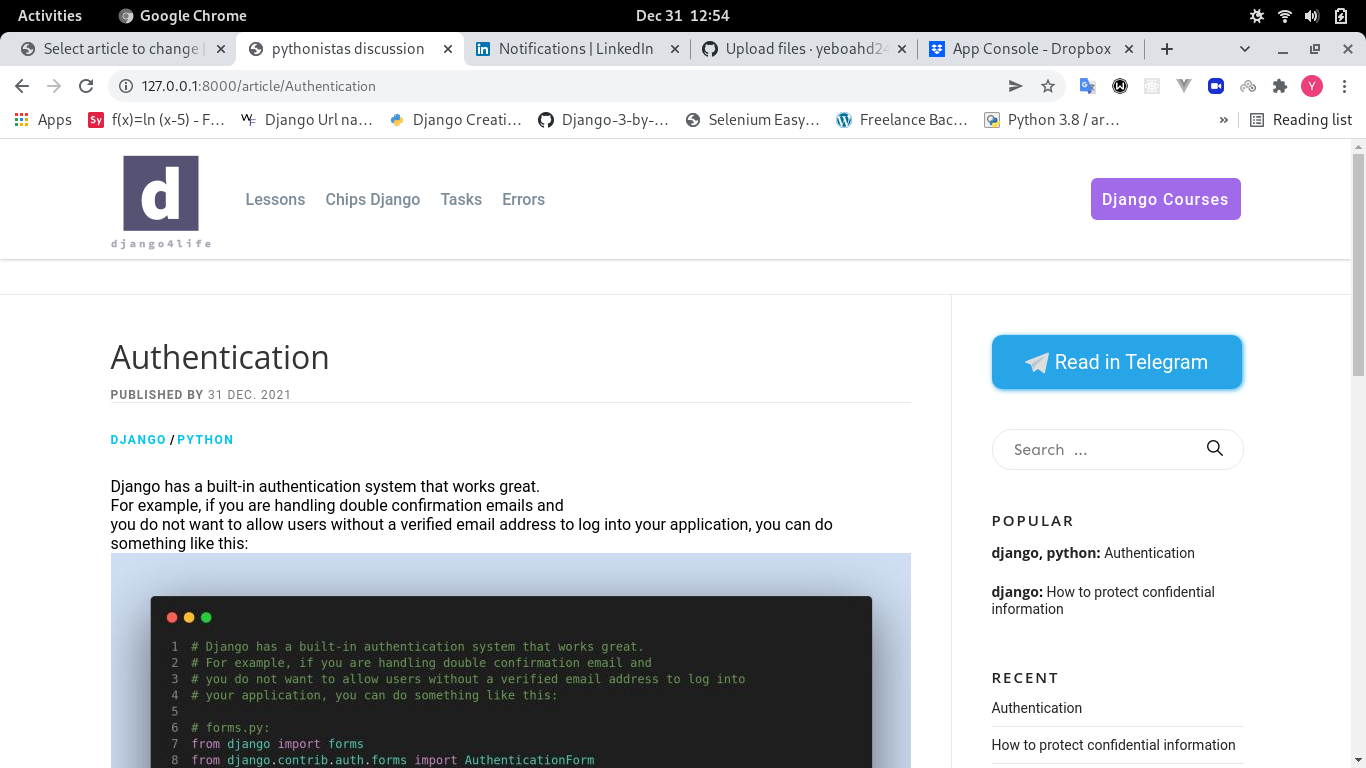 Activities Google Chrome Dec 31 12:54
Select article to change | pythonistas discussion Notifications | LinkedIn Upload files · yeboahd24 App Console - Dropbox
127.0.0.1:8000/article/Authentication Y
Apps Sy f(x)=ln (x-5) - F... Django Url na... Django Creati... Django-3-by-... Selenium Easy... Freelance Bac... Python 3.8 / ar... » Reading list
d
django4life
Lessons Chips Django Tasks Errors Django Courses
Authentication
PUBLISHED BY 31 DEC. 2021
DJANGO / PYTHON
Django has a built-in authentication system that works great.
For example, if you are handling double confirmation emails and
you do not want to allow users without a verified email address to log into your application, you can do
something like this:
1 # Django has a built-in authentication system that works great.
2 # For example, if you are handling double confirmation email and
3 # you do not want to allow users without a verified email address to log into
4 # your application, you can do something like this:
5
6 # forms.py:
7 from django import forms
8 from django.contrib.auth.forms import AuthenticationForm
Read in Telegram
Search ...
POPULAR
django, python: Authentication
django: How to protect confidential
information
RECENT
Authentication
How to protect confidential information